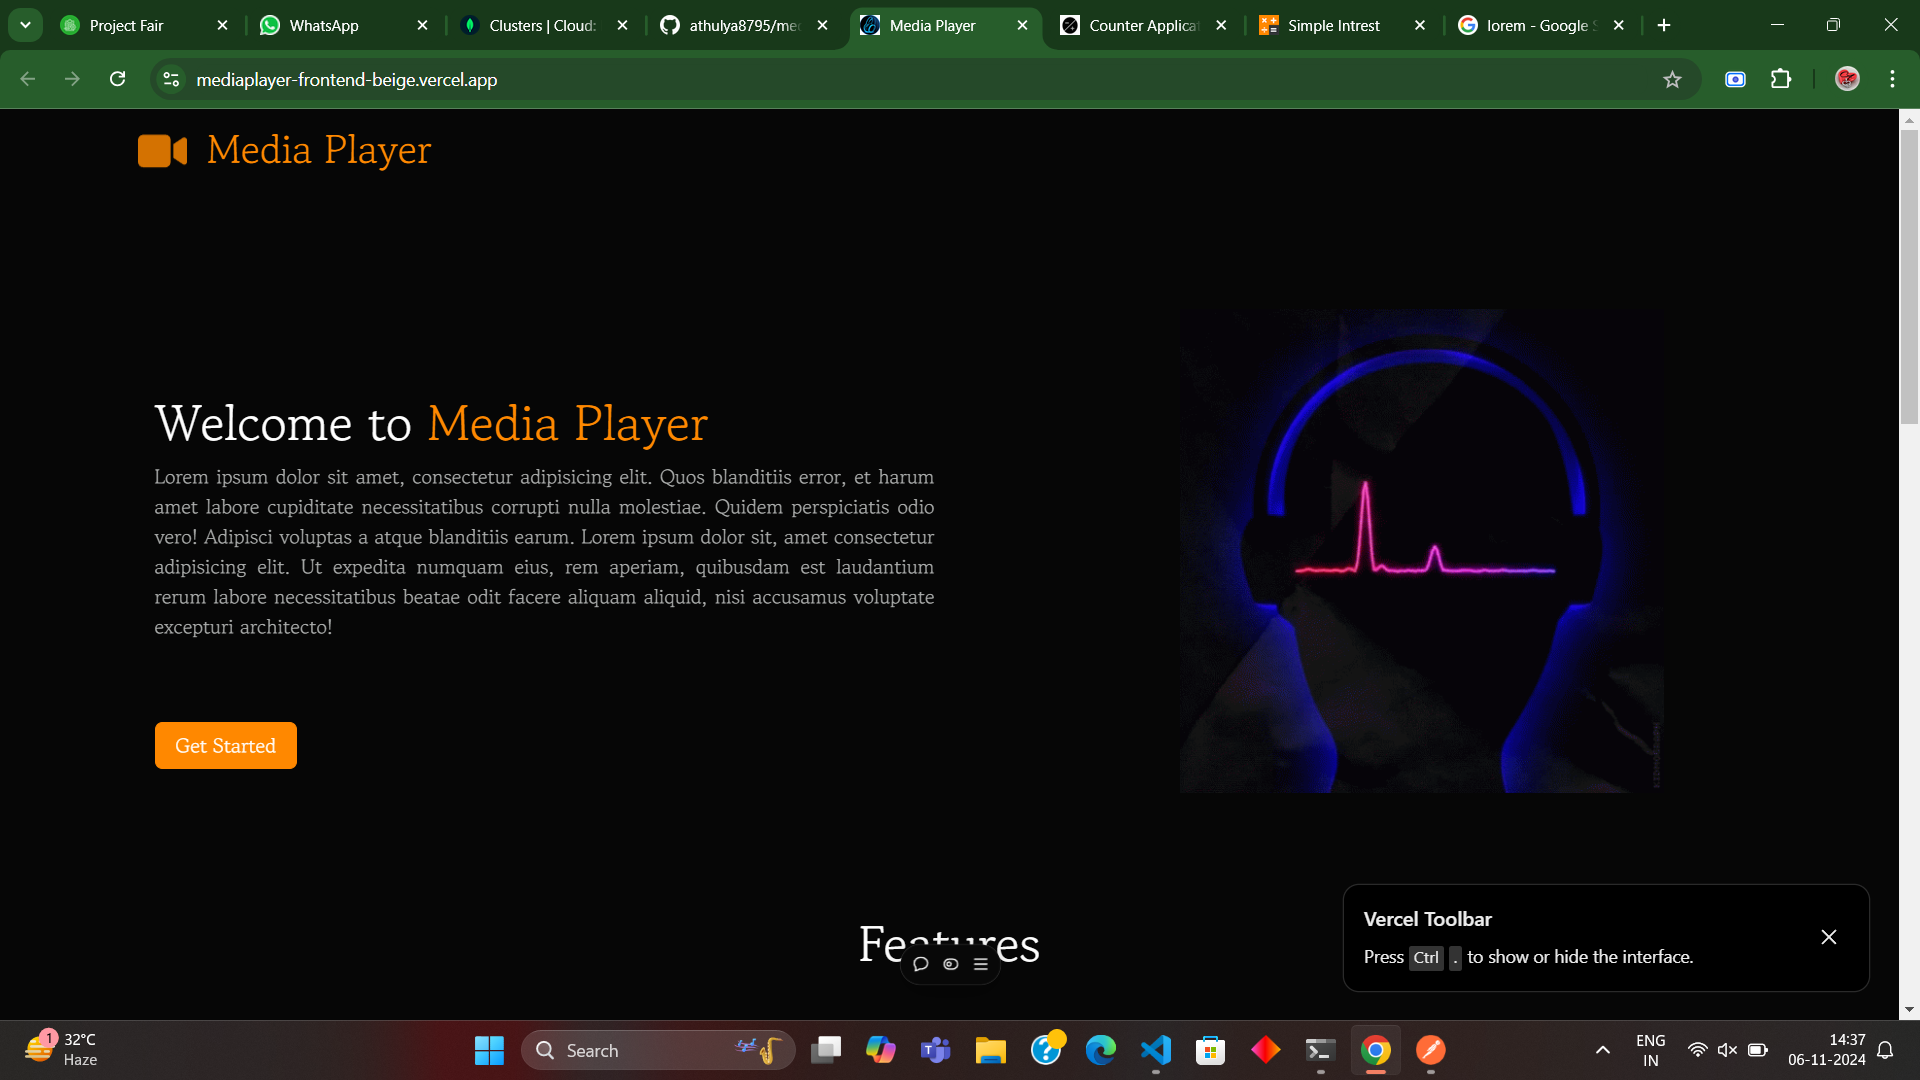 Project Fair
WhatsApp
Clusters | Cloud:
athulya8795/me
Media Player
Counter Applica
Simple Intrest
lorem - Google S
mediaplayer-frontend-beige.vercel.app
Media Player
Welcome to Media Player
Lorem ipsum dolor sit amet, consectetur adipisicing elit. Quos blanditiis error, et harum
amet labore cupiditate necessitatibus corrupti nulla molestiae. Quidem perspiciatis odio
vero! Adipisci voluptas a atque blanditiis earum. Lorem ipsum dolor sit, amet consectetur
adipisicing elit. Ut expedita numquam eius, rem aperiam, quibusdam est laudantium
rerum labore necessitatibus beatae odit facere aliquam aliquid, nisi accusamus voluptate
excepturi architecto!
Get Started
Features
Vercel Toolbar
Press Ctrl . to show or hide the interface.
1
32°C
Haze
Search
ENG
IN
14:37
06-11-2024